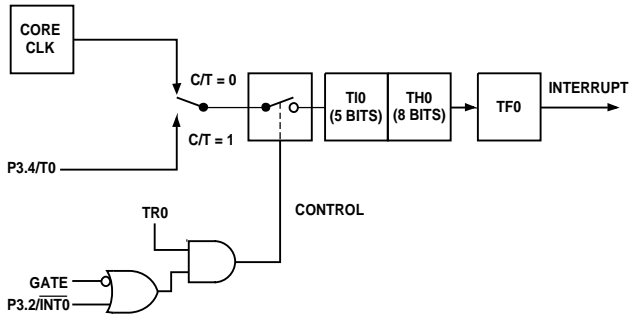 CORE
CLK
C/T = 0
C/T = 1
P3.4/T0
TI0
(5 BITS)
TH0
(8 BITS)
TF0
INTERRUPT
TR0
CONTROL
GATE
P3.2/INT0